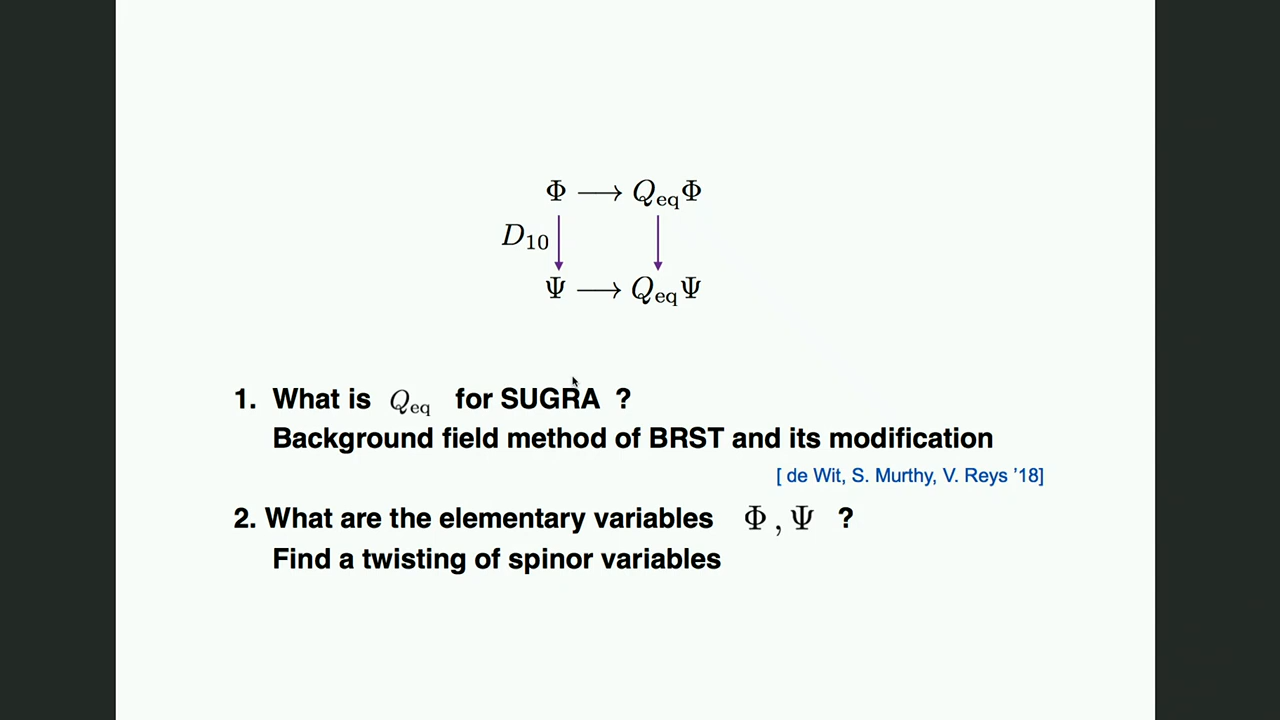 Φ ⟶ Q_eq Φ
D_10
Ψ ⟶ Q_eq Ψ
1. What is Q_eq for SUGRA ?
Background field method of BRST and its modification
[ de Wit, S. Murthy, V. Reys ’18]
2. What are the elementary variables Φ , Ψ ?
Find a twisting of spinor variables